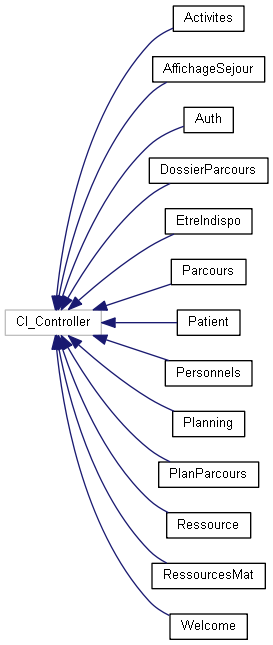 Activites
AffichageSejour
Auth
DossierParcours
EtreIndispo
Parcours
CI_Controller
Patient
Personnels
Planning
PlanParcours
Ressource
RessourcesMat
Welcome